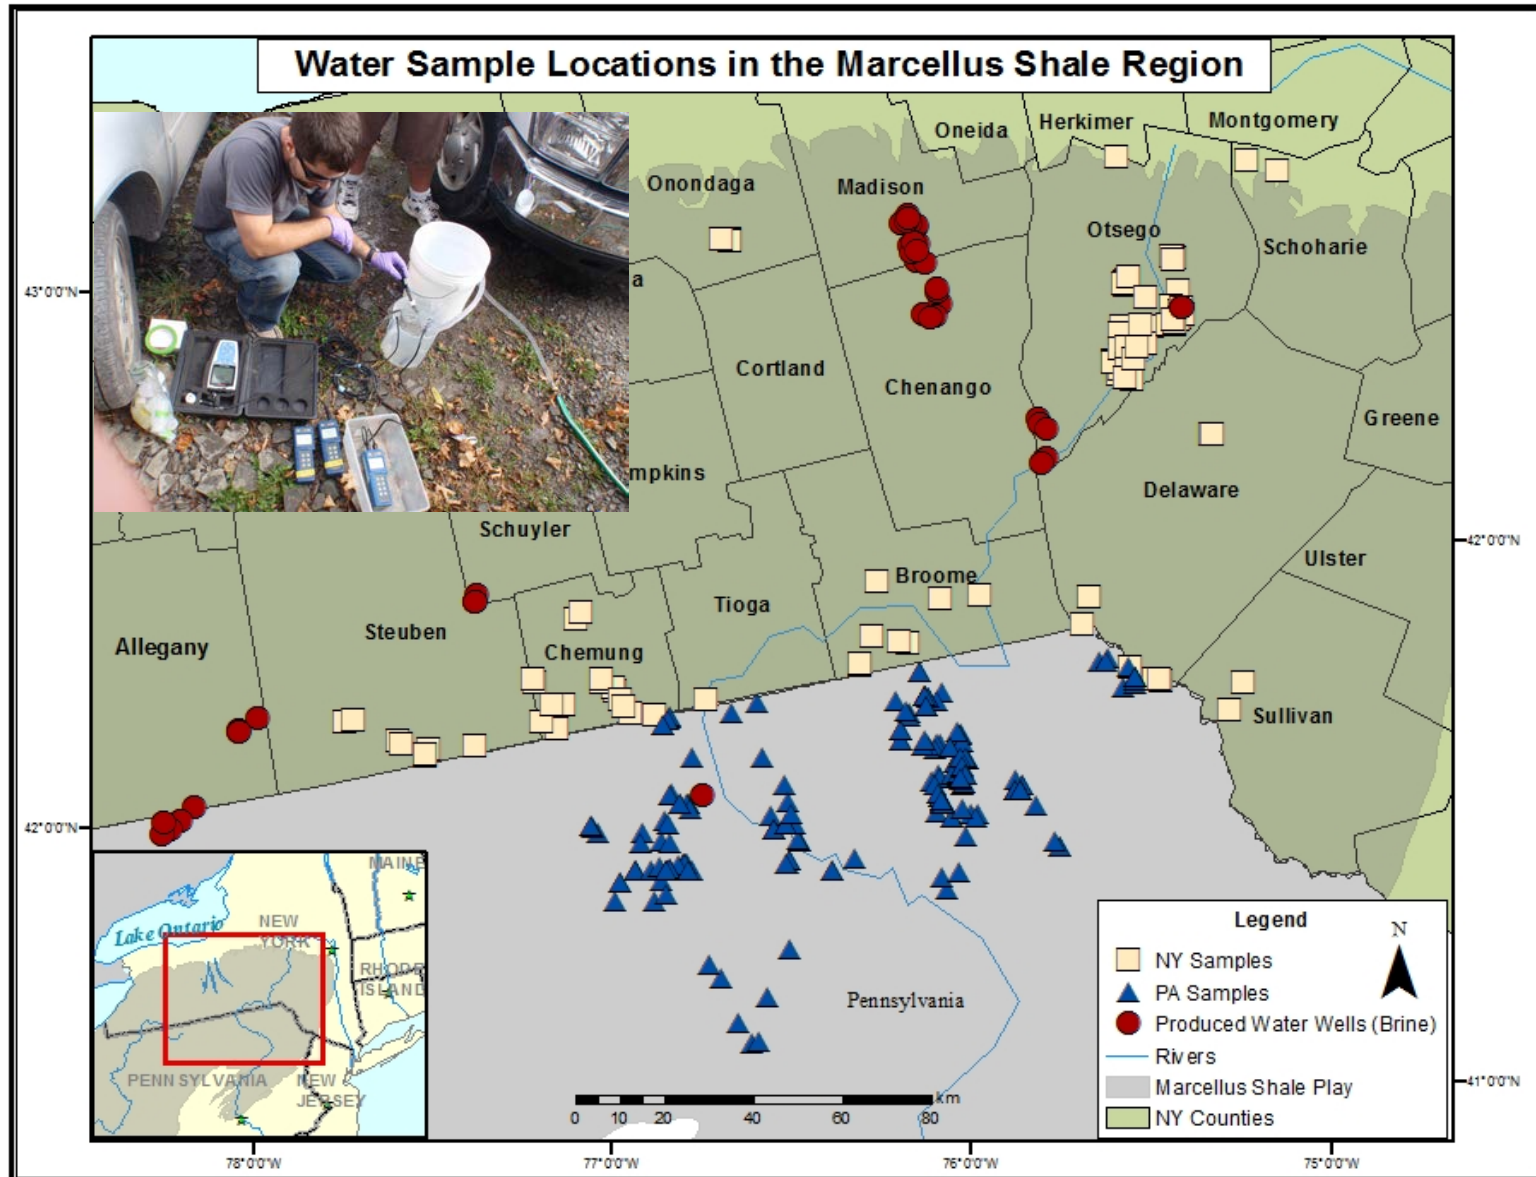 Water Sample Locations in the Marcellus Shale Region
Oneida
Herkimer
Montgomery
Onondaga
Madison
Otsego
Schoharie
a
43°0'0"N
Cortland
Chenango
Greene
mpkins
Delaware
Schuyler
42°0'0"N
Ulster
Broome
Tioga
Steuben
Allegany
Chemung
Sullivan
42°0'0"N
MAINE
Lake Ontario
NEW
YORK
RHODE
ISLAND
PENNSYLVANIA
NEW
JERSEY
Pennsylvania
Legend
N
NY Samples
PA Samples
Produced Water Wells (Brine)
Rivers
Marcellus Shale Play
NY Counties
41°0'0"N
km
0 10 20 40 60 80
78°0'0"W
77°0'0"W
76°0'0"W
75°0'0"W